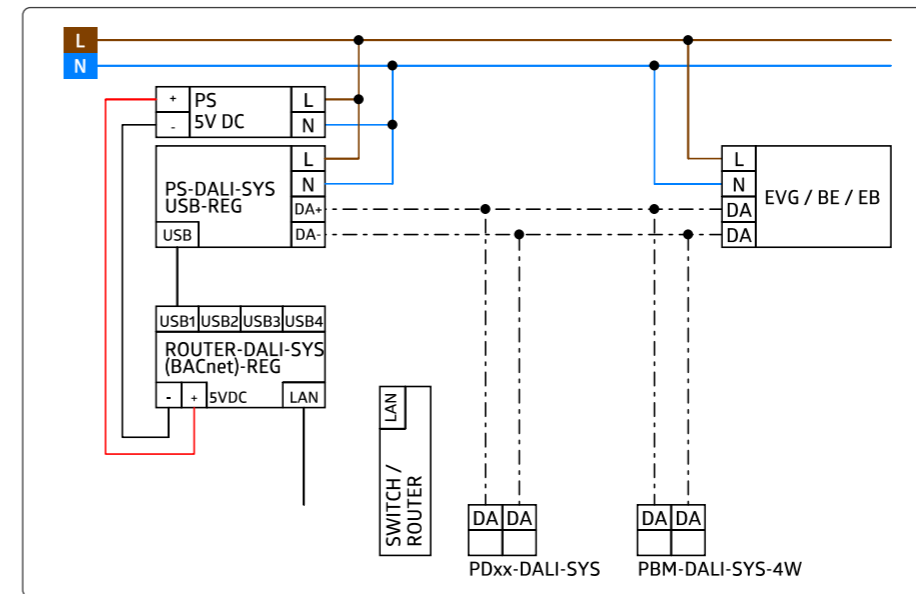 L
N
+ PS L
- 5V DC N
L
PS-DALI-SYS N
USB-REG DA+
USB DA-
L
N EVG / BE / EB
DA
DA
USB1 USB2 USB3 USB4
ROUTER-DALI-SYS
(BACnet)-REG
- + 5VDC LAN
LAN
SWITCH /
ROUTER
DA DA
PDxx-DALI-SYS
DA DA
PBM-DALI-SYS-4W